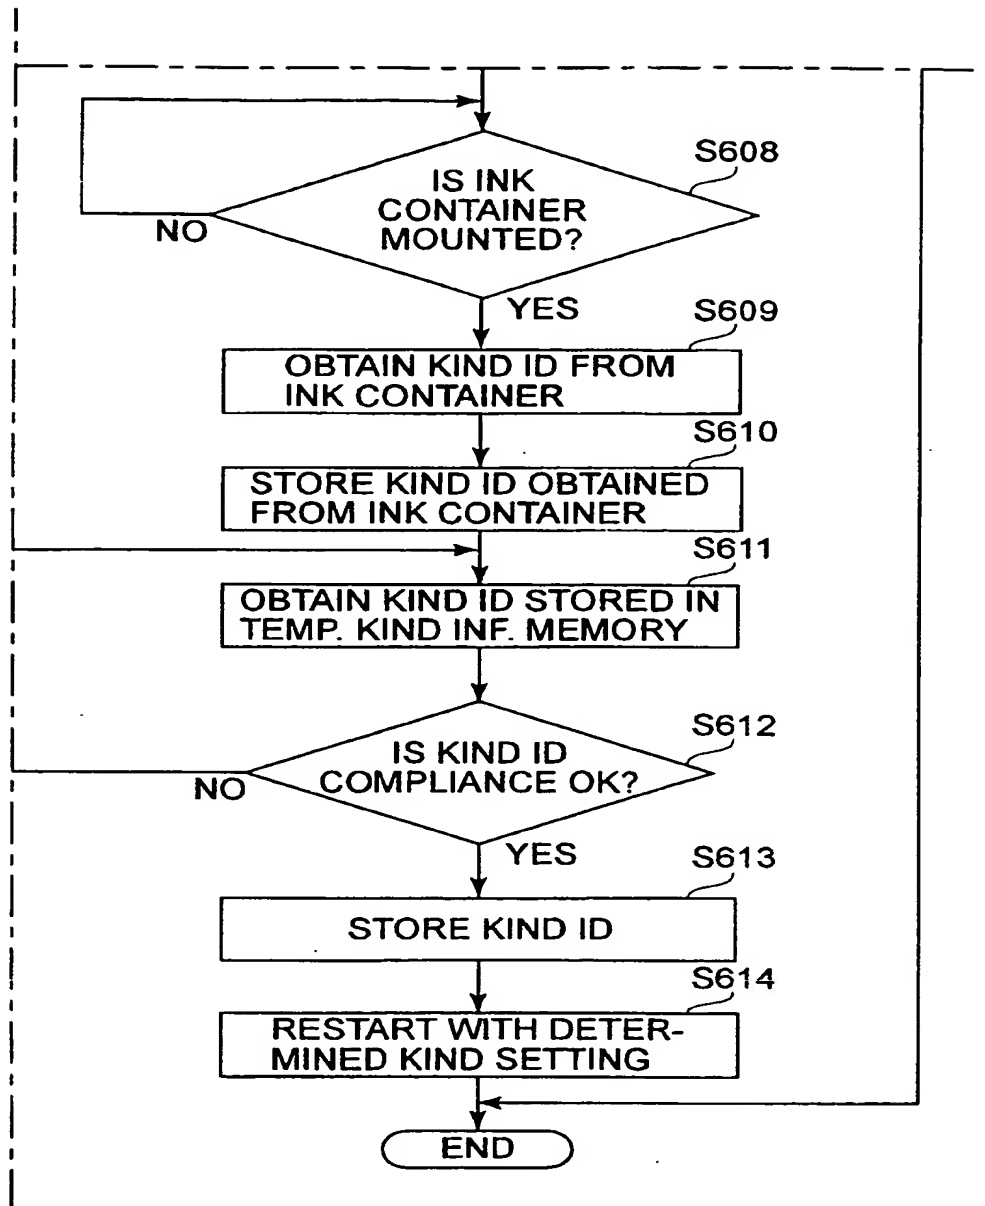 S608
IS INK
CONTAINER
MOUNTED?
NO
YES
S609
OBTAIN KIND ID FROM
INK CONTAINER
S610
STORE KIND ID OBTAINED
FROM INK CONTAINER
S611
OBTAIN KIND ID STORED IN
TEMP. KIND INF. MEMORY
S612
IS KIND ID
COMPLIANCE OK?
NO
YES
S613
STORE KIND ID
S614
RESTART WITH DETER-
MINED KIND SETTING
END